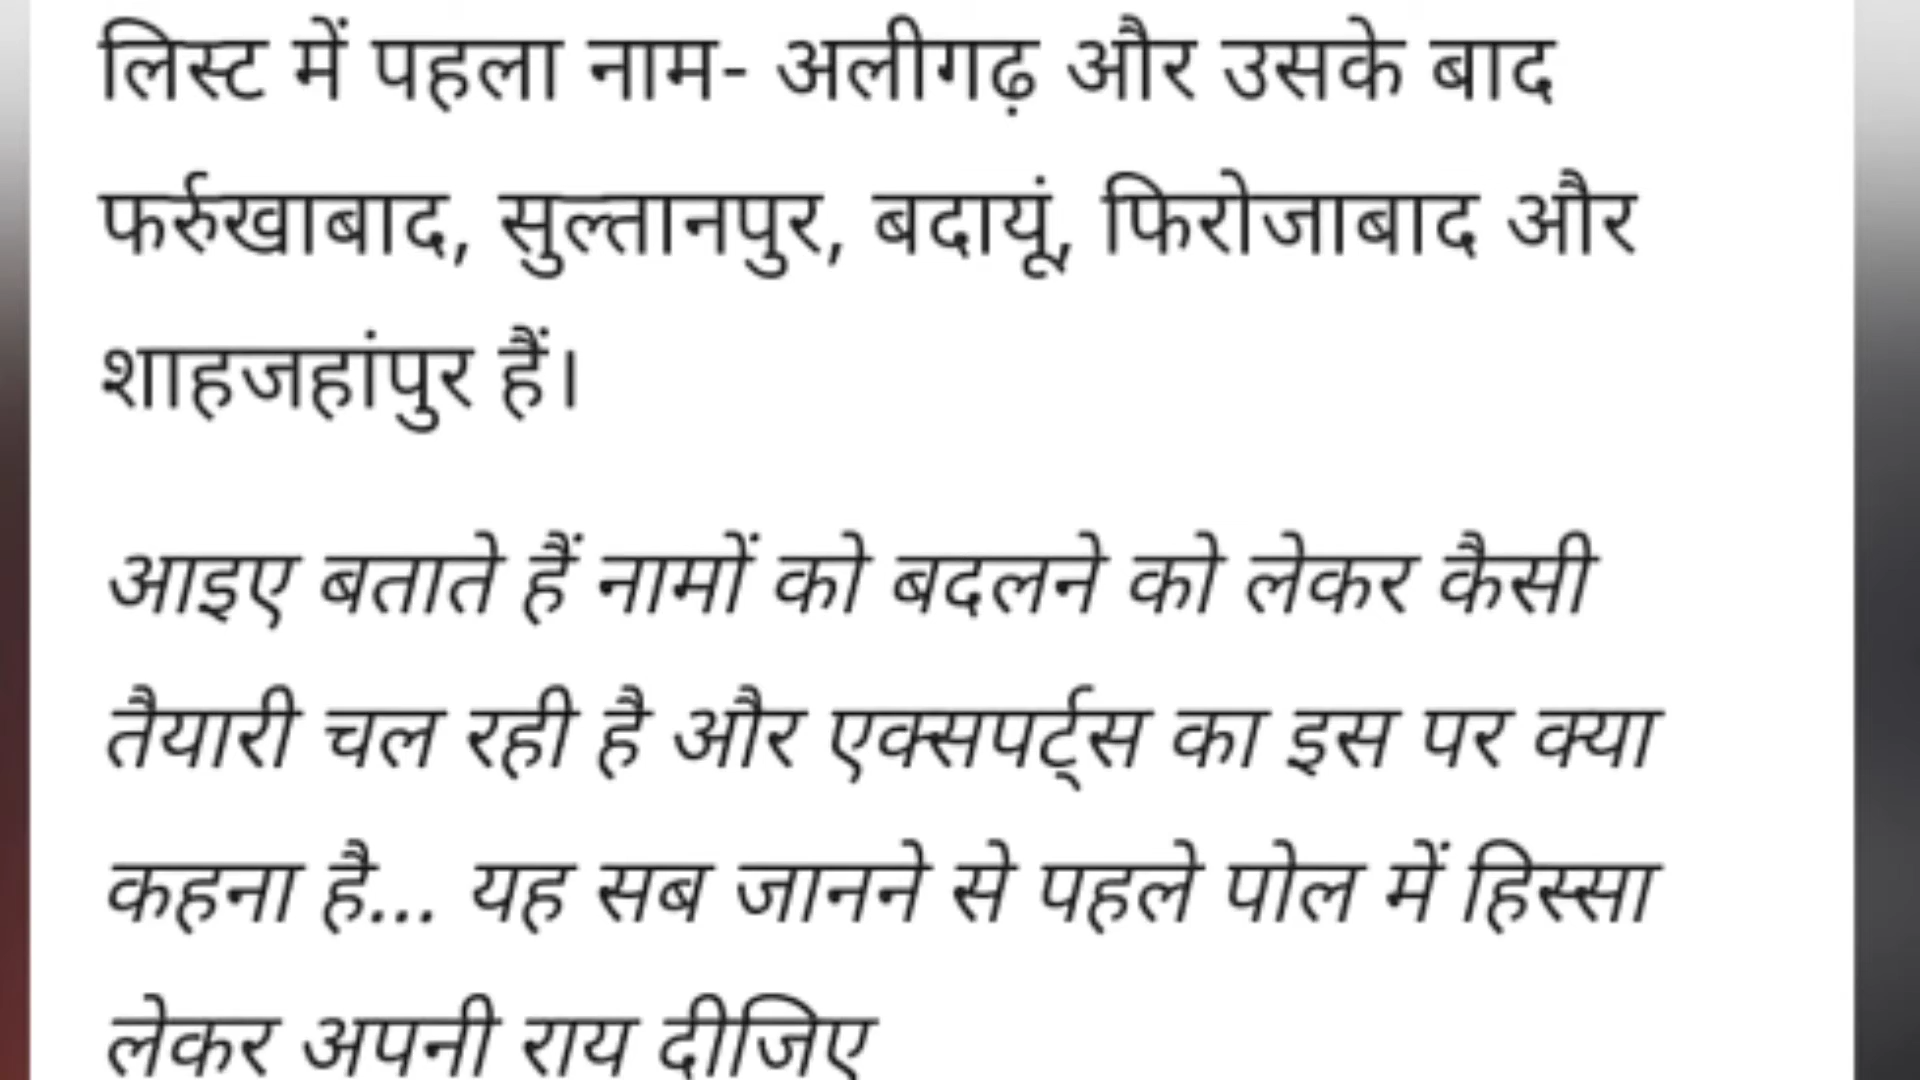 लिस्ट में पहला नाम- अलीगढ़ और उसके बाद
फर्रुखाबाद, सुल्तानपुर, बदायूं, फिरोजाबाद और
शाहजहांपुर हैं।
आइए बताते हैं नामों को बदलने को लेकर कैसी
तैयारी चल रही है और एक्सपर्ट्स का इस पर क्या
कहना है... यह सब जानने से पहले पोल में हिस्सा
लेकर अपनी राय दीजिए